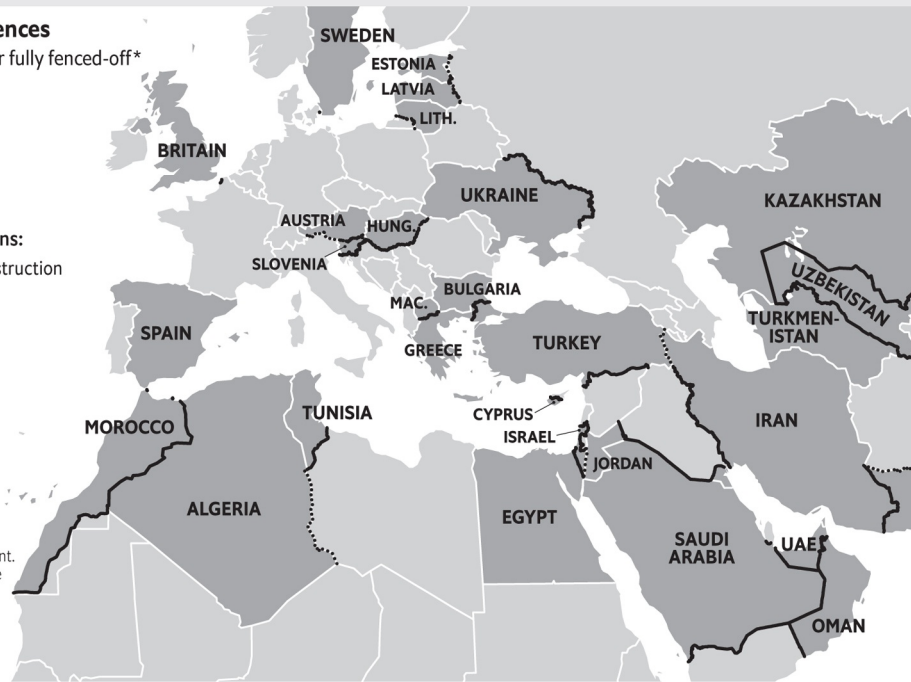 ences
r fully fenced-off*
SWEDEN
ESTONIA
LATVIA
LITH.
BRITAIN
UKRAINE
KAZAKHSTAN
AUSTRIA
HUNG.
ns:
SLOVENIA
struction
UZBEKISTAN
BULGARIA
MAC.
TURKMEN-
ISTAN
SPAIN
TURKEY
GREECE
CYPRUS
TUNISIA
MOROCCO
ISRAEL
IRAN
JORDAN
ALGERIA
EGYPT
SAUDI
ARABIA
UAE
nt.
e
OMAN